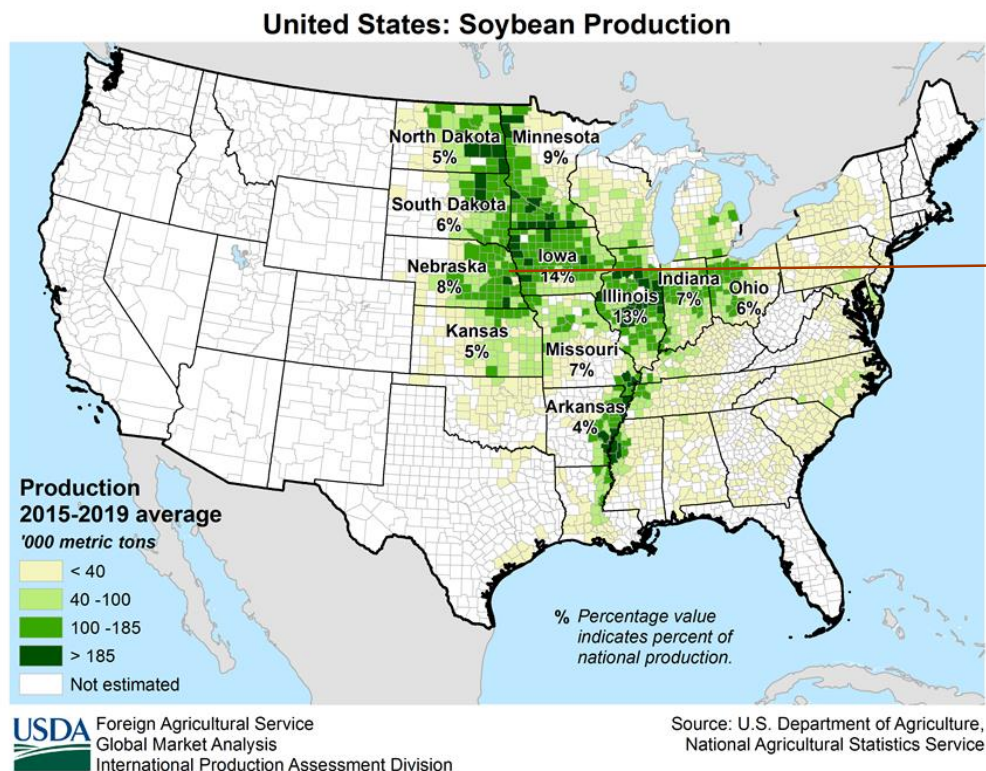 United States: Soybean Production
North Dakota
5%
Minnesota
9%
South Dakota
6%
Nebraska
8%
Iowa
14%
Illinois
13%
Indiana
7%
Ohio
6%
Kansas
5%
Missouri
7%
Arkansas
4%
Production
2015-2019 average
'000 metric tons
< 40
40 -100
100 -185
> 185
Not estimated
% Percentage value
indicates percent of
national production.
USDA
Foreign Agricultural Service
Global Market Analysis
International Production Assessment Division
Source: U.S. Department of Agriculture,
National Agricultural Statistics Service